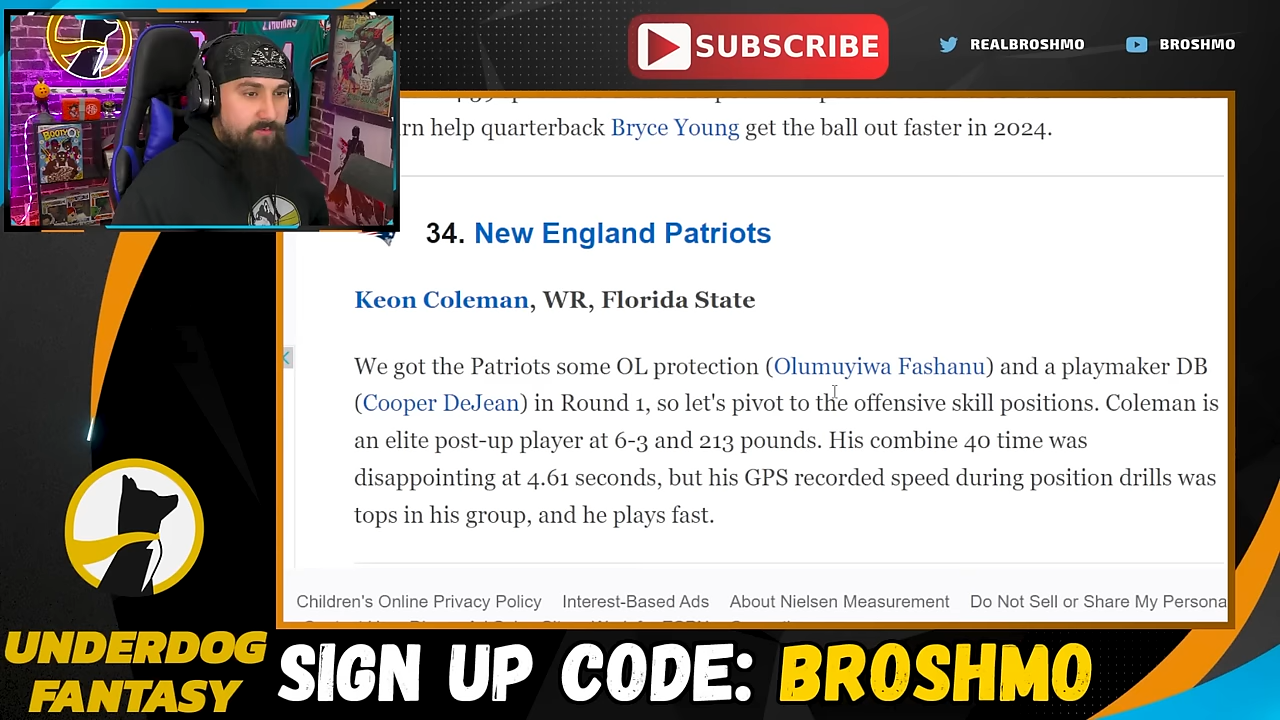 SUBSCRIBE
REALBROSHMO
BROSHMO
rn help quarterback Bryce Young get the ball out faster in 2024.
34. New England Patriots
Keon Coleman, WR, Florida State
We got the Patriots some OL protection (Olumuyiwa Fashanu) and a playmaker DB
(Cooper DeJean) in Round 1, so let's pivot to the offensive skill positions. Coleman is
an elite post-up player at 6-3 and 213 pounds. His combine 40 time was
disappointing at 4.61 seconds, but his GPS recorded speed during position drills was
tops in his group, and he plays fast.
Children's Online Privacy Policy Interest-Based Ads About Nielsen Measurement Do Not Sell or Share My Persona
UNDERDOG
FANTASY
SIGN UP CODE: BROSHMO